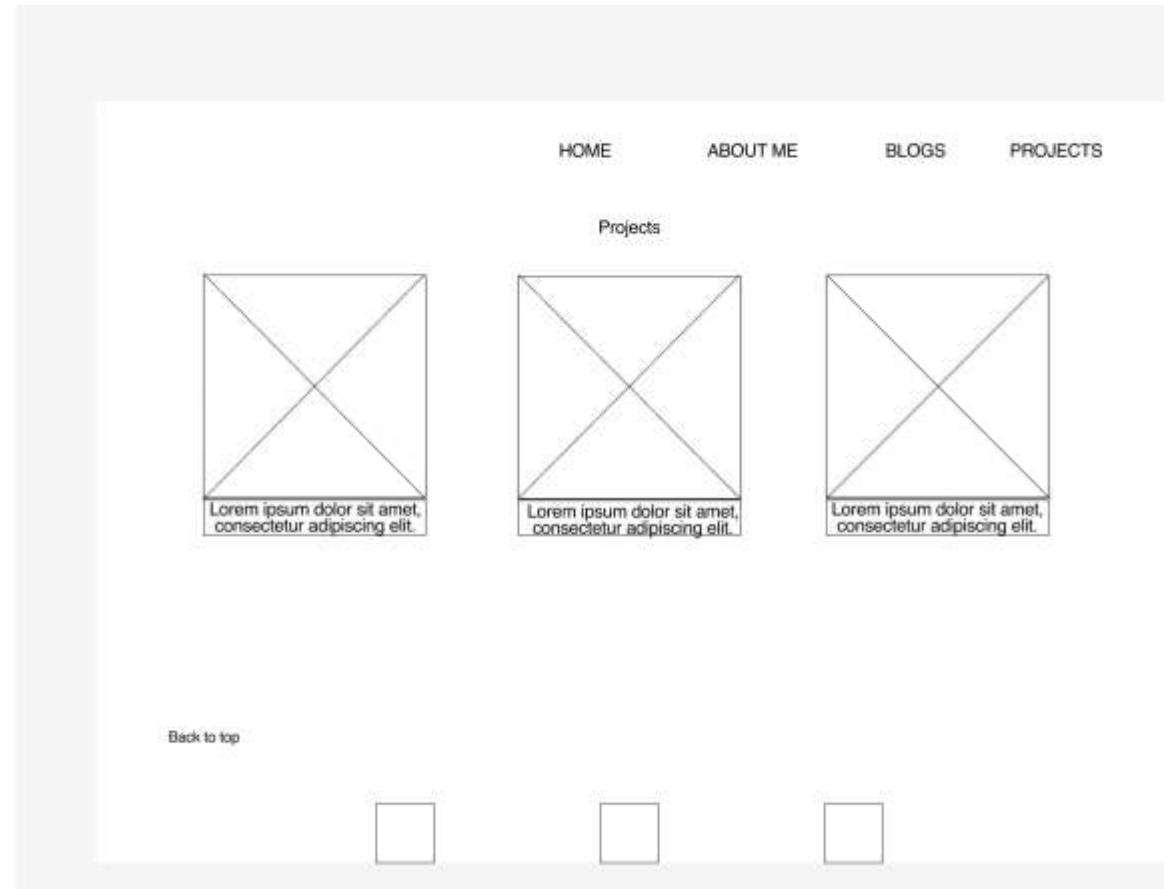 HOME ABOUT ME BLOGS PROJECTS
Projects
Lorem ipsum dolor sit amet,
consectetur adipiscing elit.
Lorem ipsum dolor sit amet,
consectetur adipiscing elit.
Lorem ipsum dolor sit amet,
consectetur adipiscing elit.
Back to top